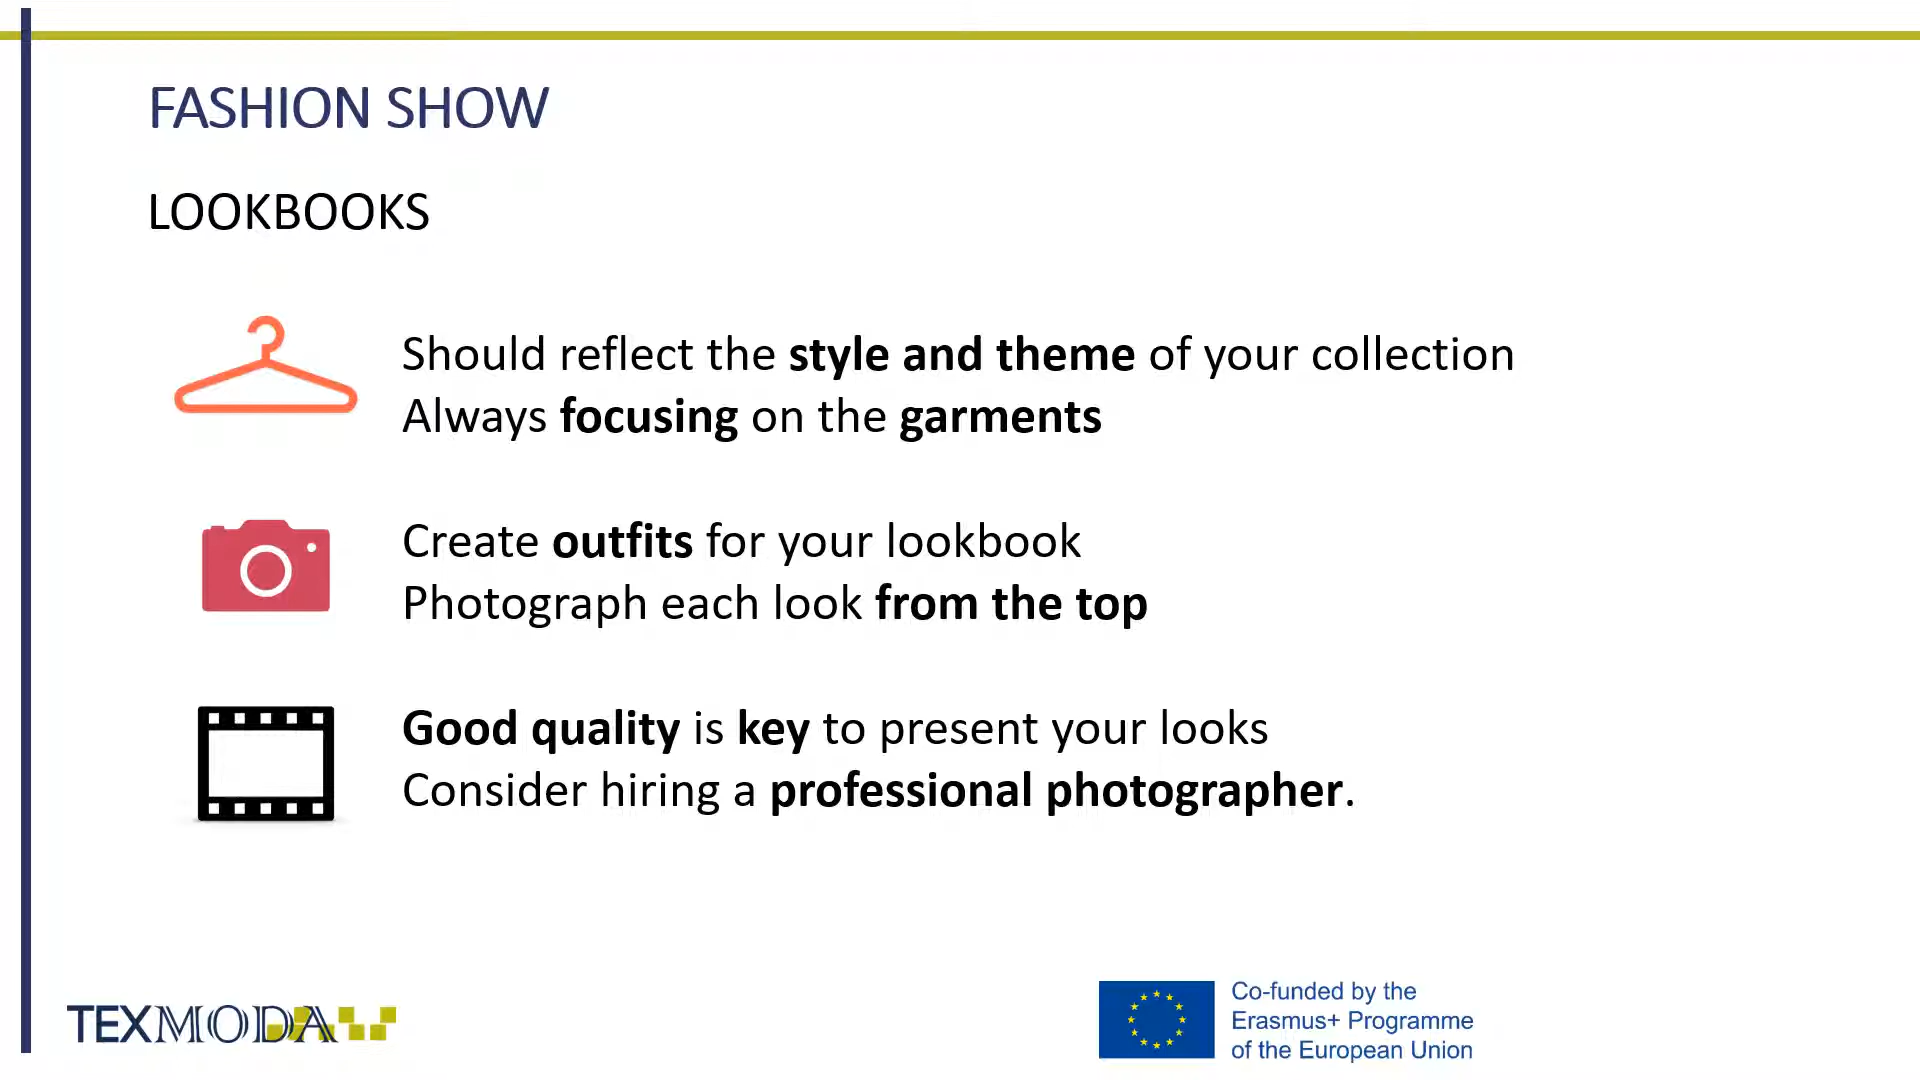 FASHION SHOW
LOOKBOOKS
Should reflect the style and theme of your collection
Always focusing on the garments
Create outfits for your lookbook
Photograph each look from the top
Good quality is key to present your looks
Consider hiring a professional photographer.
TEXMODA
Co-funded by the
Erasmus+ Programme
of the European Union